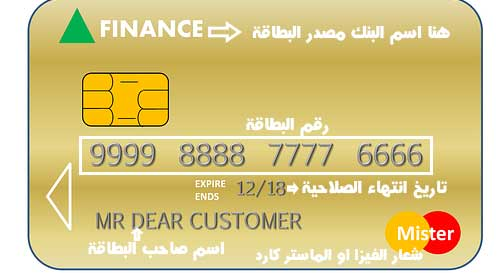 FINANCE هنا اسم البنك مصدر البطاقة
رقم البطاقة
9999 8888 7777 6666
EXPIRE
ENDS 12/18 تاريخ انتهاء الصلاحية
MR DEAR CUSTOMER
Mister
اسم صاحب البطاقة
شعار الفيزا او الماستر كارد